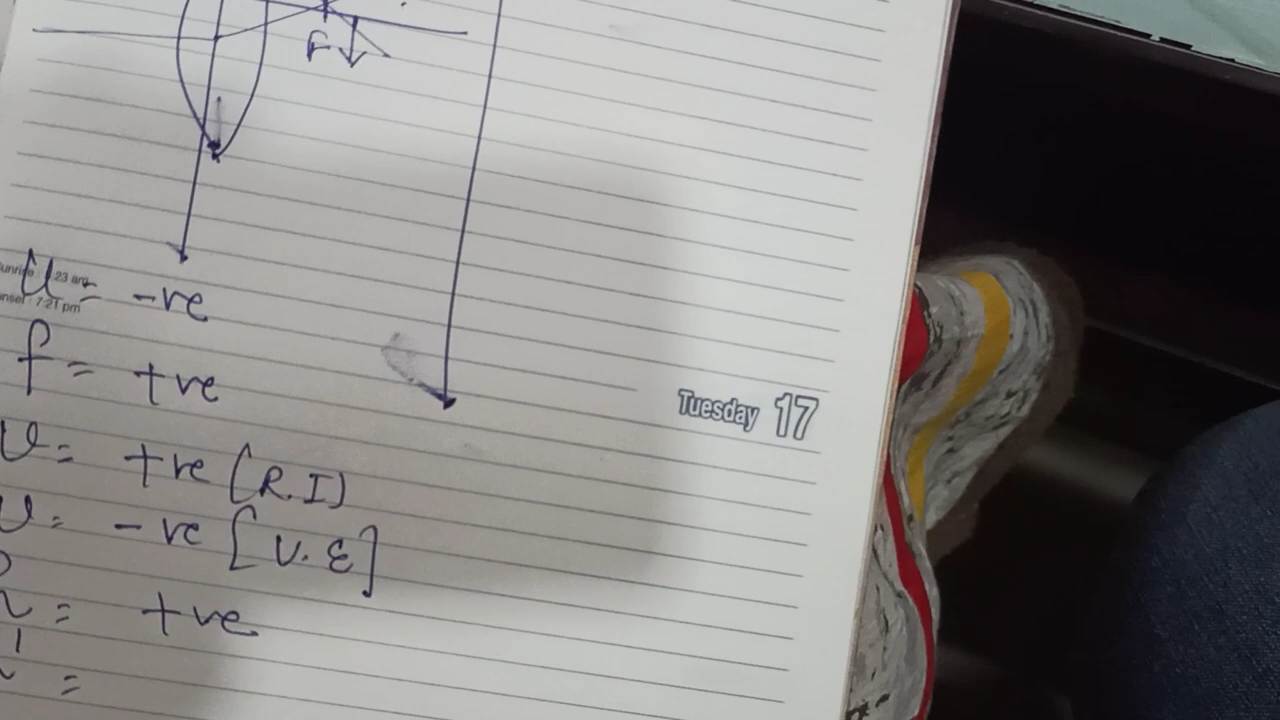 F
Sunrise 23 am
Sunset 7:21 pm
u = -ve
f = +ve
Tuesday 17
v = +ve (R.I)
v = -ve [V.E]
h = +ve
=